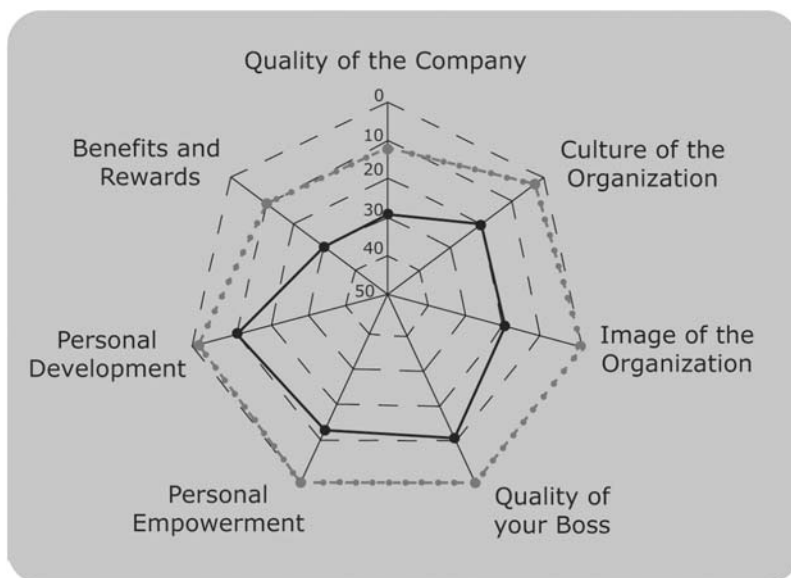 Quality of the Company
0
10
20
30
40
50
Benefits and
Rewards
Culture of the
Organization
Personal
Development
Image of the
Organization
Personal
Empowerment
Quality of
your Boss